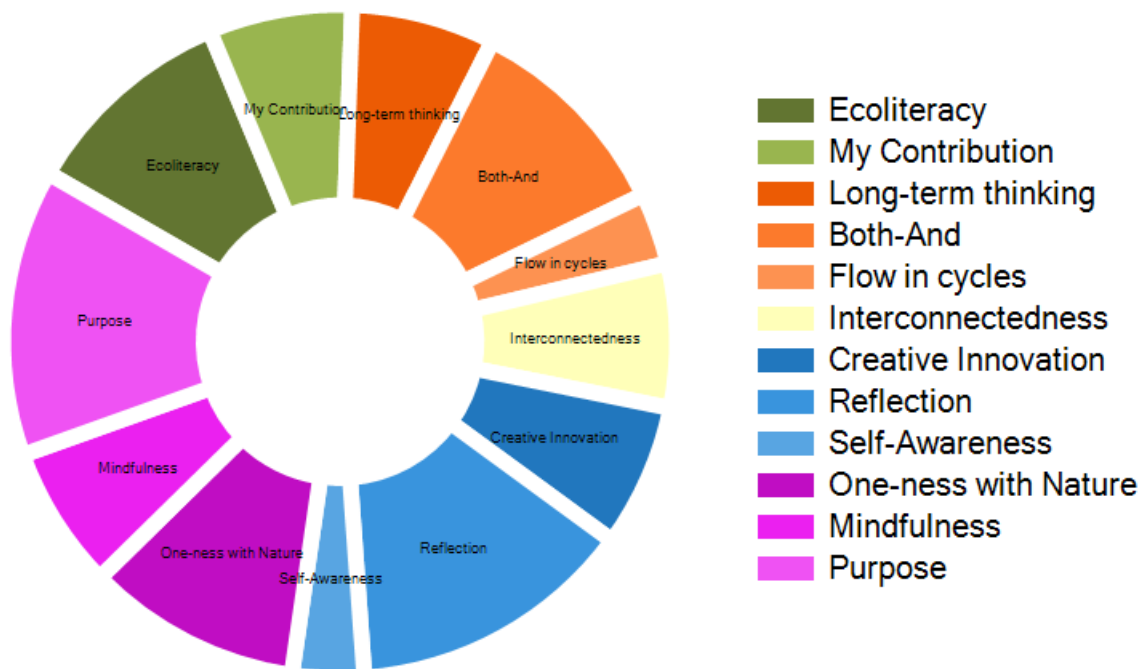 My Contribution
Long-term thinking
Ecoliteracy
Both-And
Flow in cycles
Purpose
Interconnectedness
Creative Innovation
Mindfulness
One-ness with Nature
Reflection
Self-Awareness
Ecoliteracy
My Contribution
Long-term thinking
Both-And
Flow in cycles
Interconnectedness
Creative Innovation
Reflection
Self-Awareness
One-ness with Nature
Mindfulness
Purpose